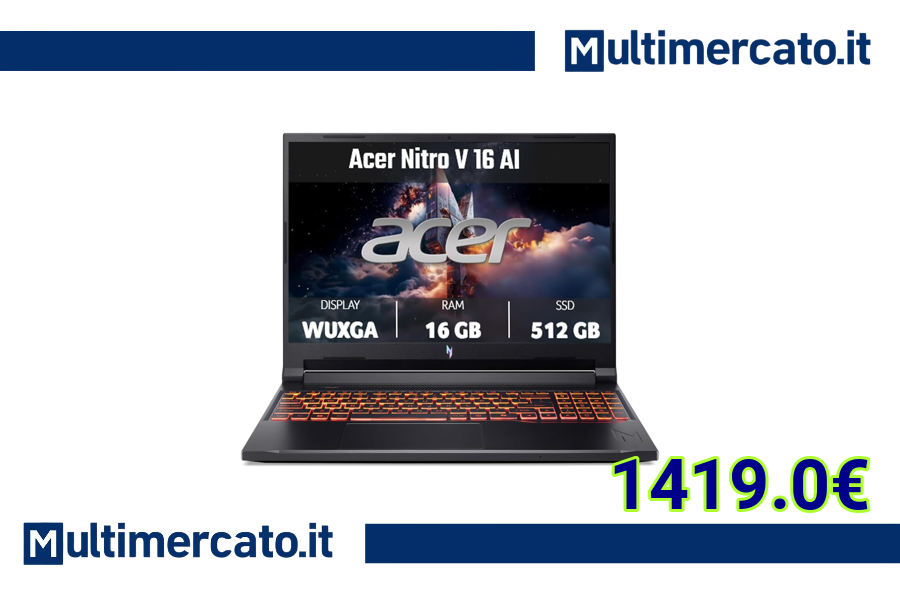 Multimercato.it
Acer Nitro V 16 AI
acer
DISPLAY RAM SSD
WUXGA 16 GB 512 GB
1419.0€
Multimercato.it